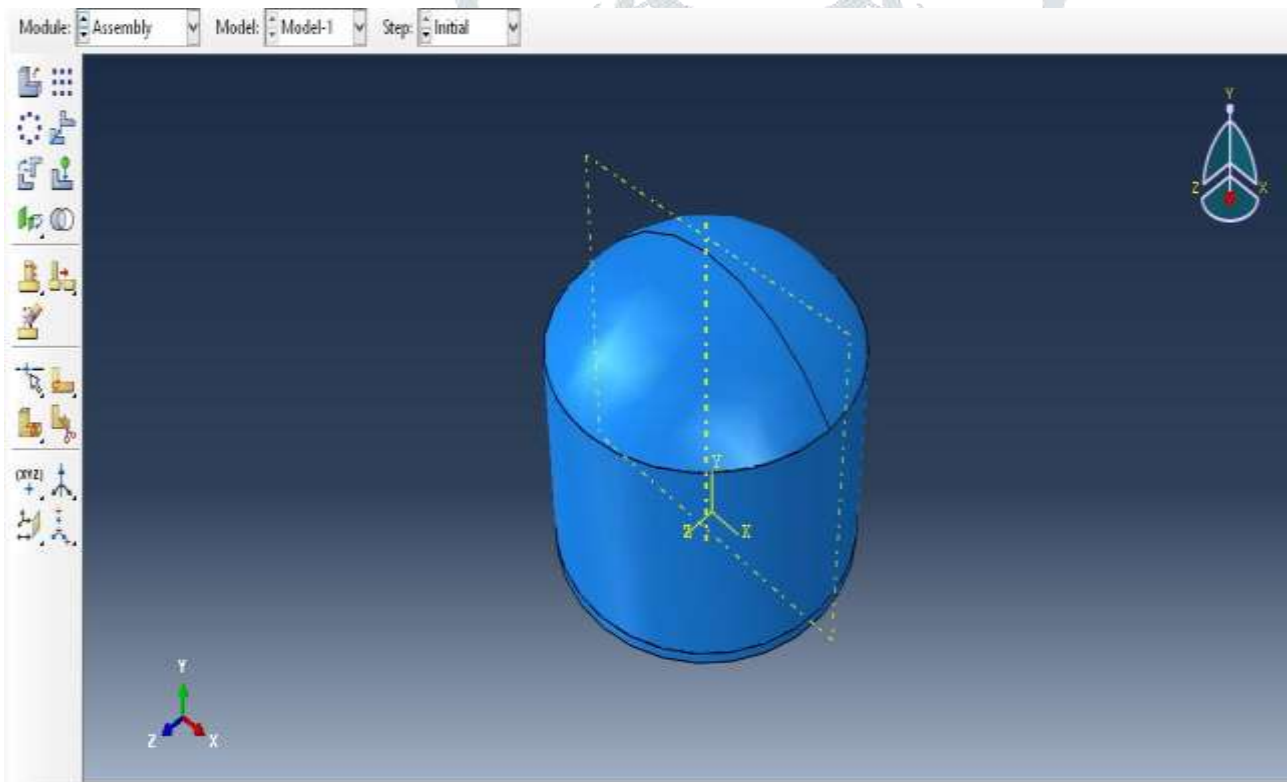 Module: Assembly Model: Model-1 Step: Initial
Y
Z X
(XYZ)
Y
Z X
Y
Z X